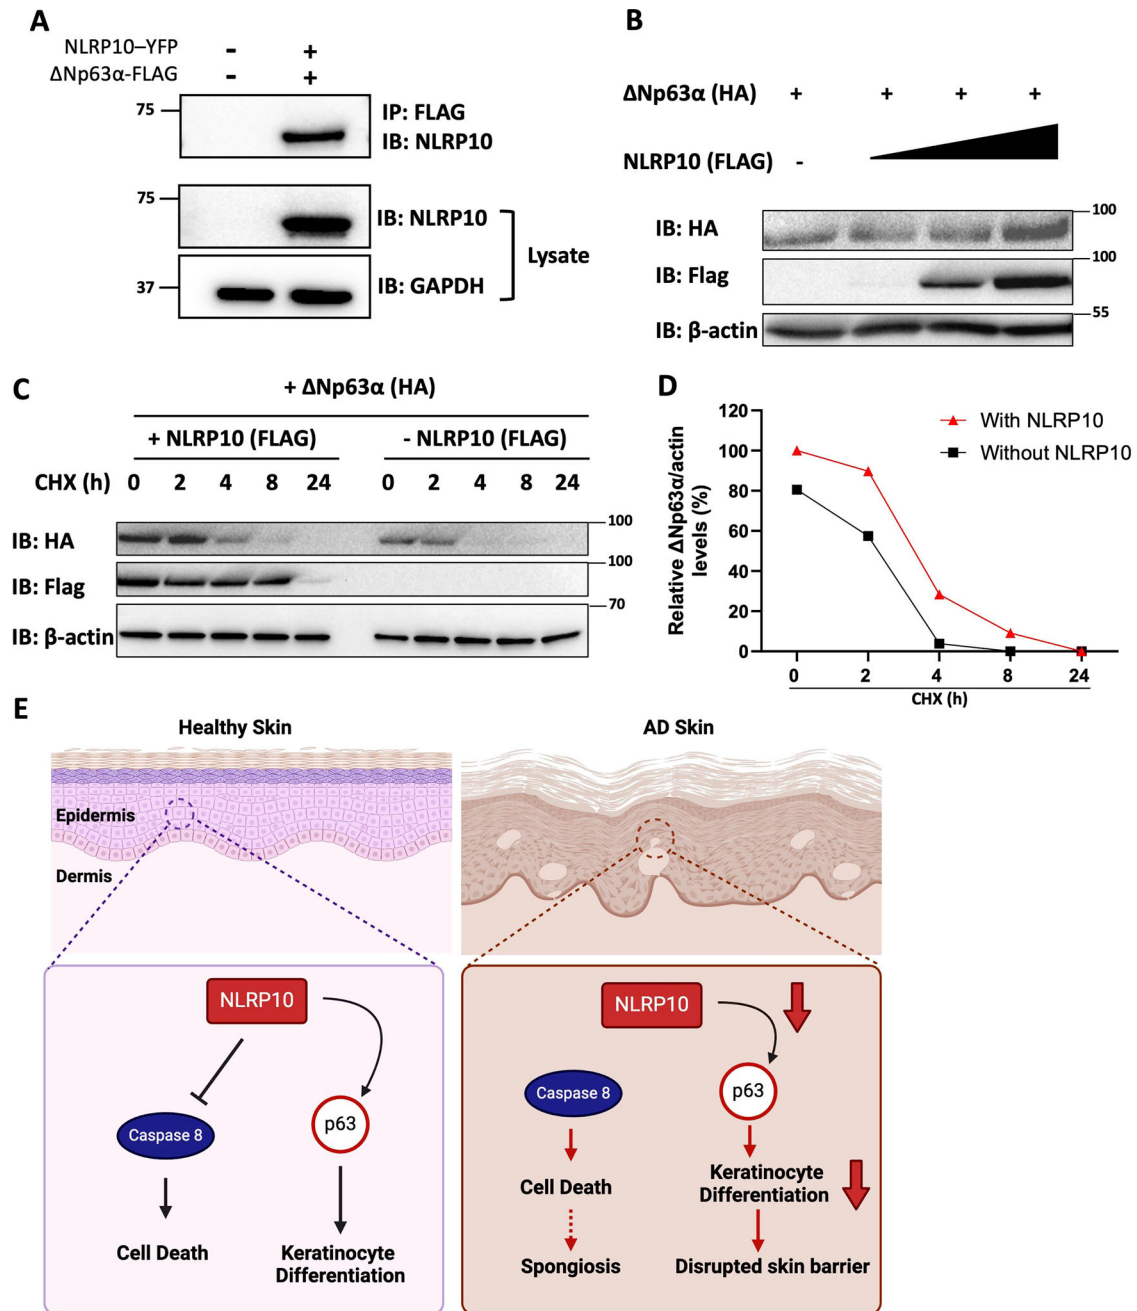 A
NLRP10–YFP - +
ΔNp63α-FLAG - +
75
IP: FLAG
IB: NLRP10
75
IB: NLRP10
37
IB: GAPDH
Lysate
B
ΔNp63α (HA) + + + +
NLRP10 (FLAG) -
IB: HA
100
IB: Flag
100
IB: β-actin
55
C
+ ΔNp63α (HA)
+ NLRP10 (FLAG) - NLRP10 (FLAG)
CHX (h) 0 2 4 8 24 0 2 4 8 24
IB: HA
100
IB: Flag
100
IB: β-actin
70
D
Relative ΔNp63α/actin
levels (%)
120
100
80
60
40
20
0
0 2 4 8 24
CHX (h)
With NLRP10
Without NLRP10
E
Healthy Skin
Epidermis
Dermis
NLRP10
Caspase 8
p63
Cell Death
Keratinocyte
Differentiation
AD Skin
NLRP10
Caspase 8
p63
Cell Death
Keratinocyte
Differentiation
Spongiosis
Disrupted skin barrier